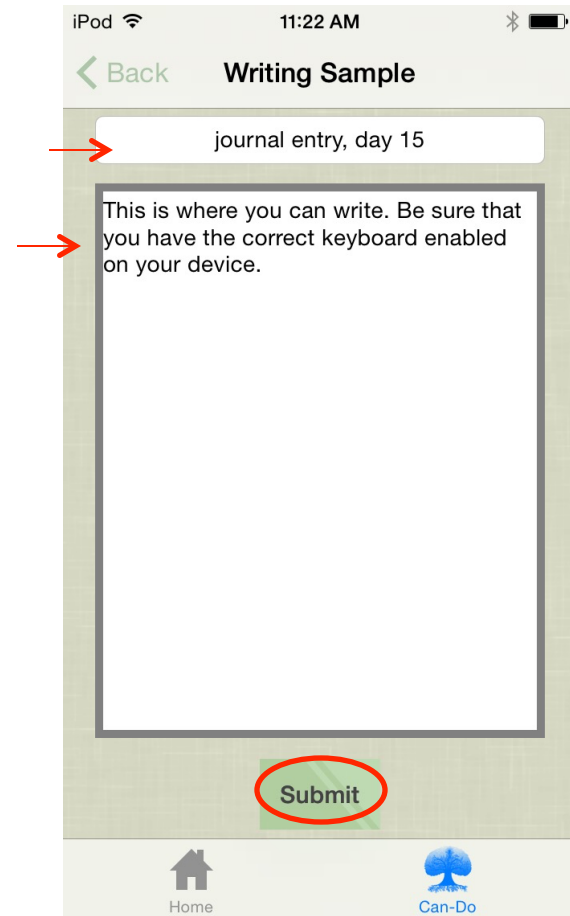 iPod 11:22 AM
Back Writing Sample
journal entry, day 15
This is where you can write. Be sure that
you have the correct keyboard enabled
on your device.
Submit
Home Can-Do